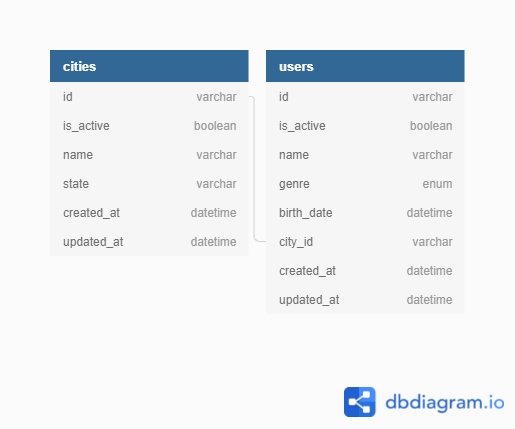 cities
id varchar
is_active boolean
name varchar
state varchar
created_at datetime
updated_at datetime
users
id varchar
is_active boolean
name varchar
genre enum
birth_date datetime
city_id varchar
created_at datetime
updated_at datetime
dbdiagram.io